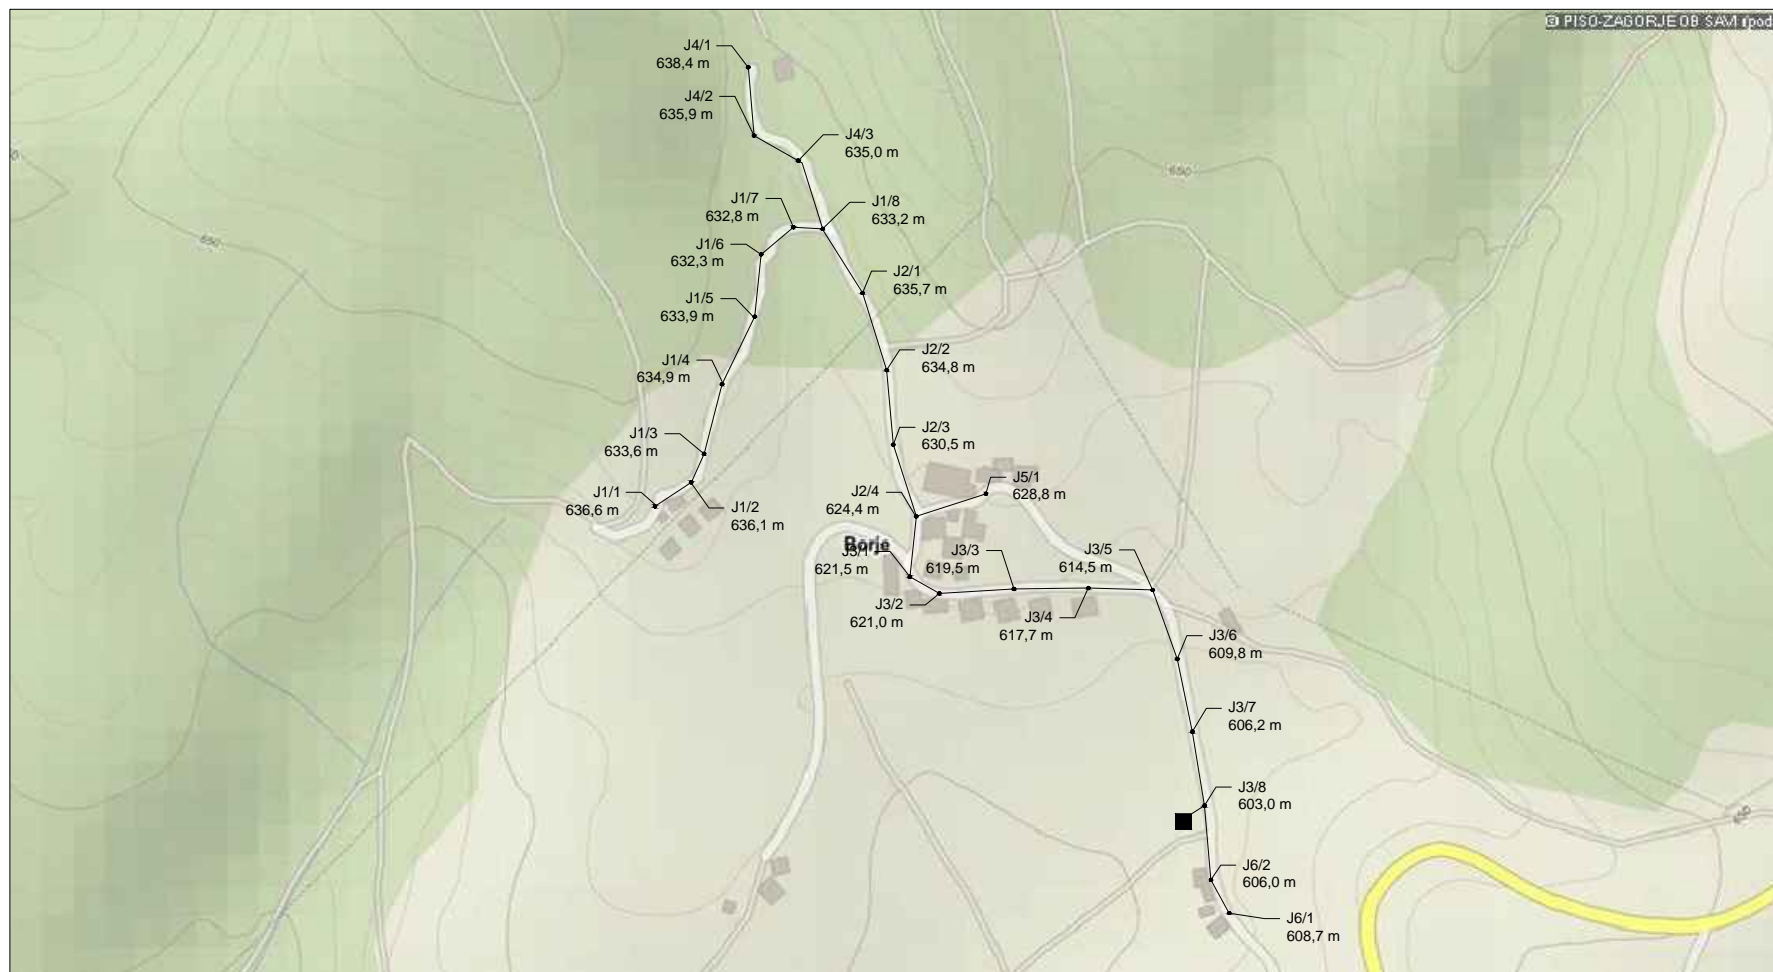 © PISO-ZAGORJE OB SAVI
J4/1
638,4 m
J4/2
635,9 m
J4/3
635,0 m
650
J1/7
632,8 m
J1/8
633,2 m
650
J1/6
632,3 m
J2/1
635,7 m
J1/5
633,9 m
J2/2
634,8 m
J1/4
634,9 m
J2/3
630,5 m
J1/3
633,6 m
J5/1
628,8 m
J1/1
636,6 m
J1/2
636,1 m
J2/4
624,4 m
Borje
J3/1
621,5 m
J3/3
619,5 m
J3/5
614,5 m
J3/2
621,0 m
J3/4
617,7 m
J3/6
609,8 m
J3/7
606,2 m
J3/8
603,0 m
J6/2
606,0 m
J6/1
608,7 m